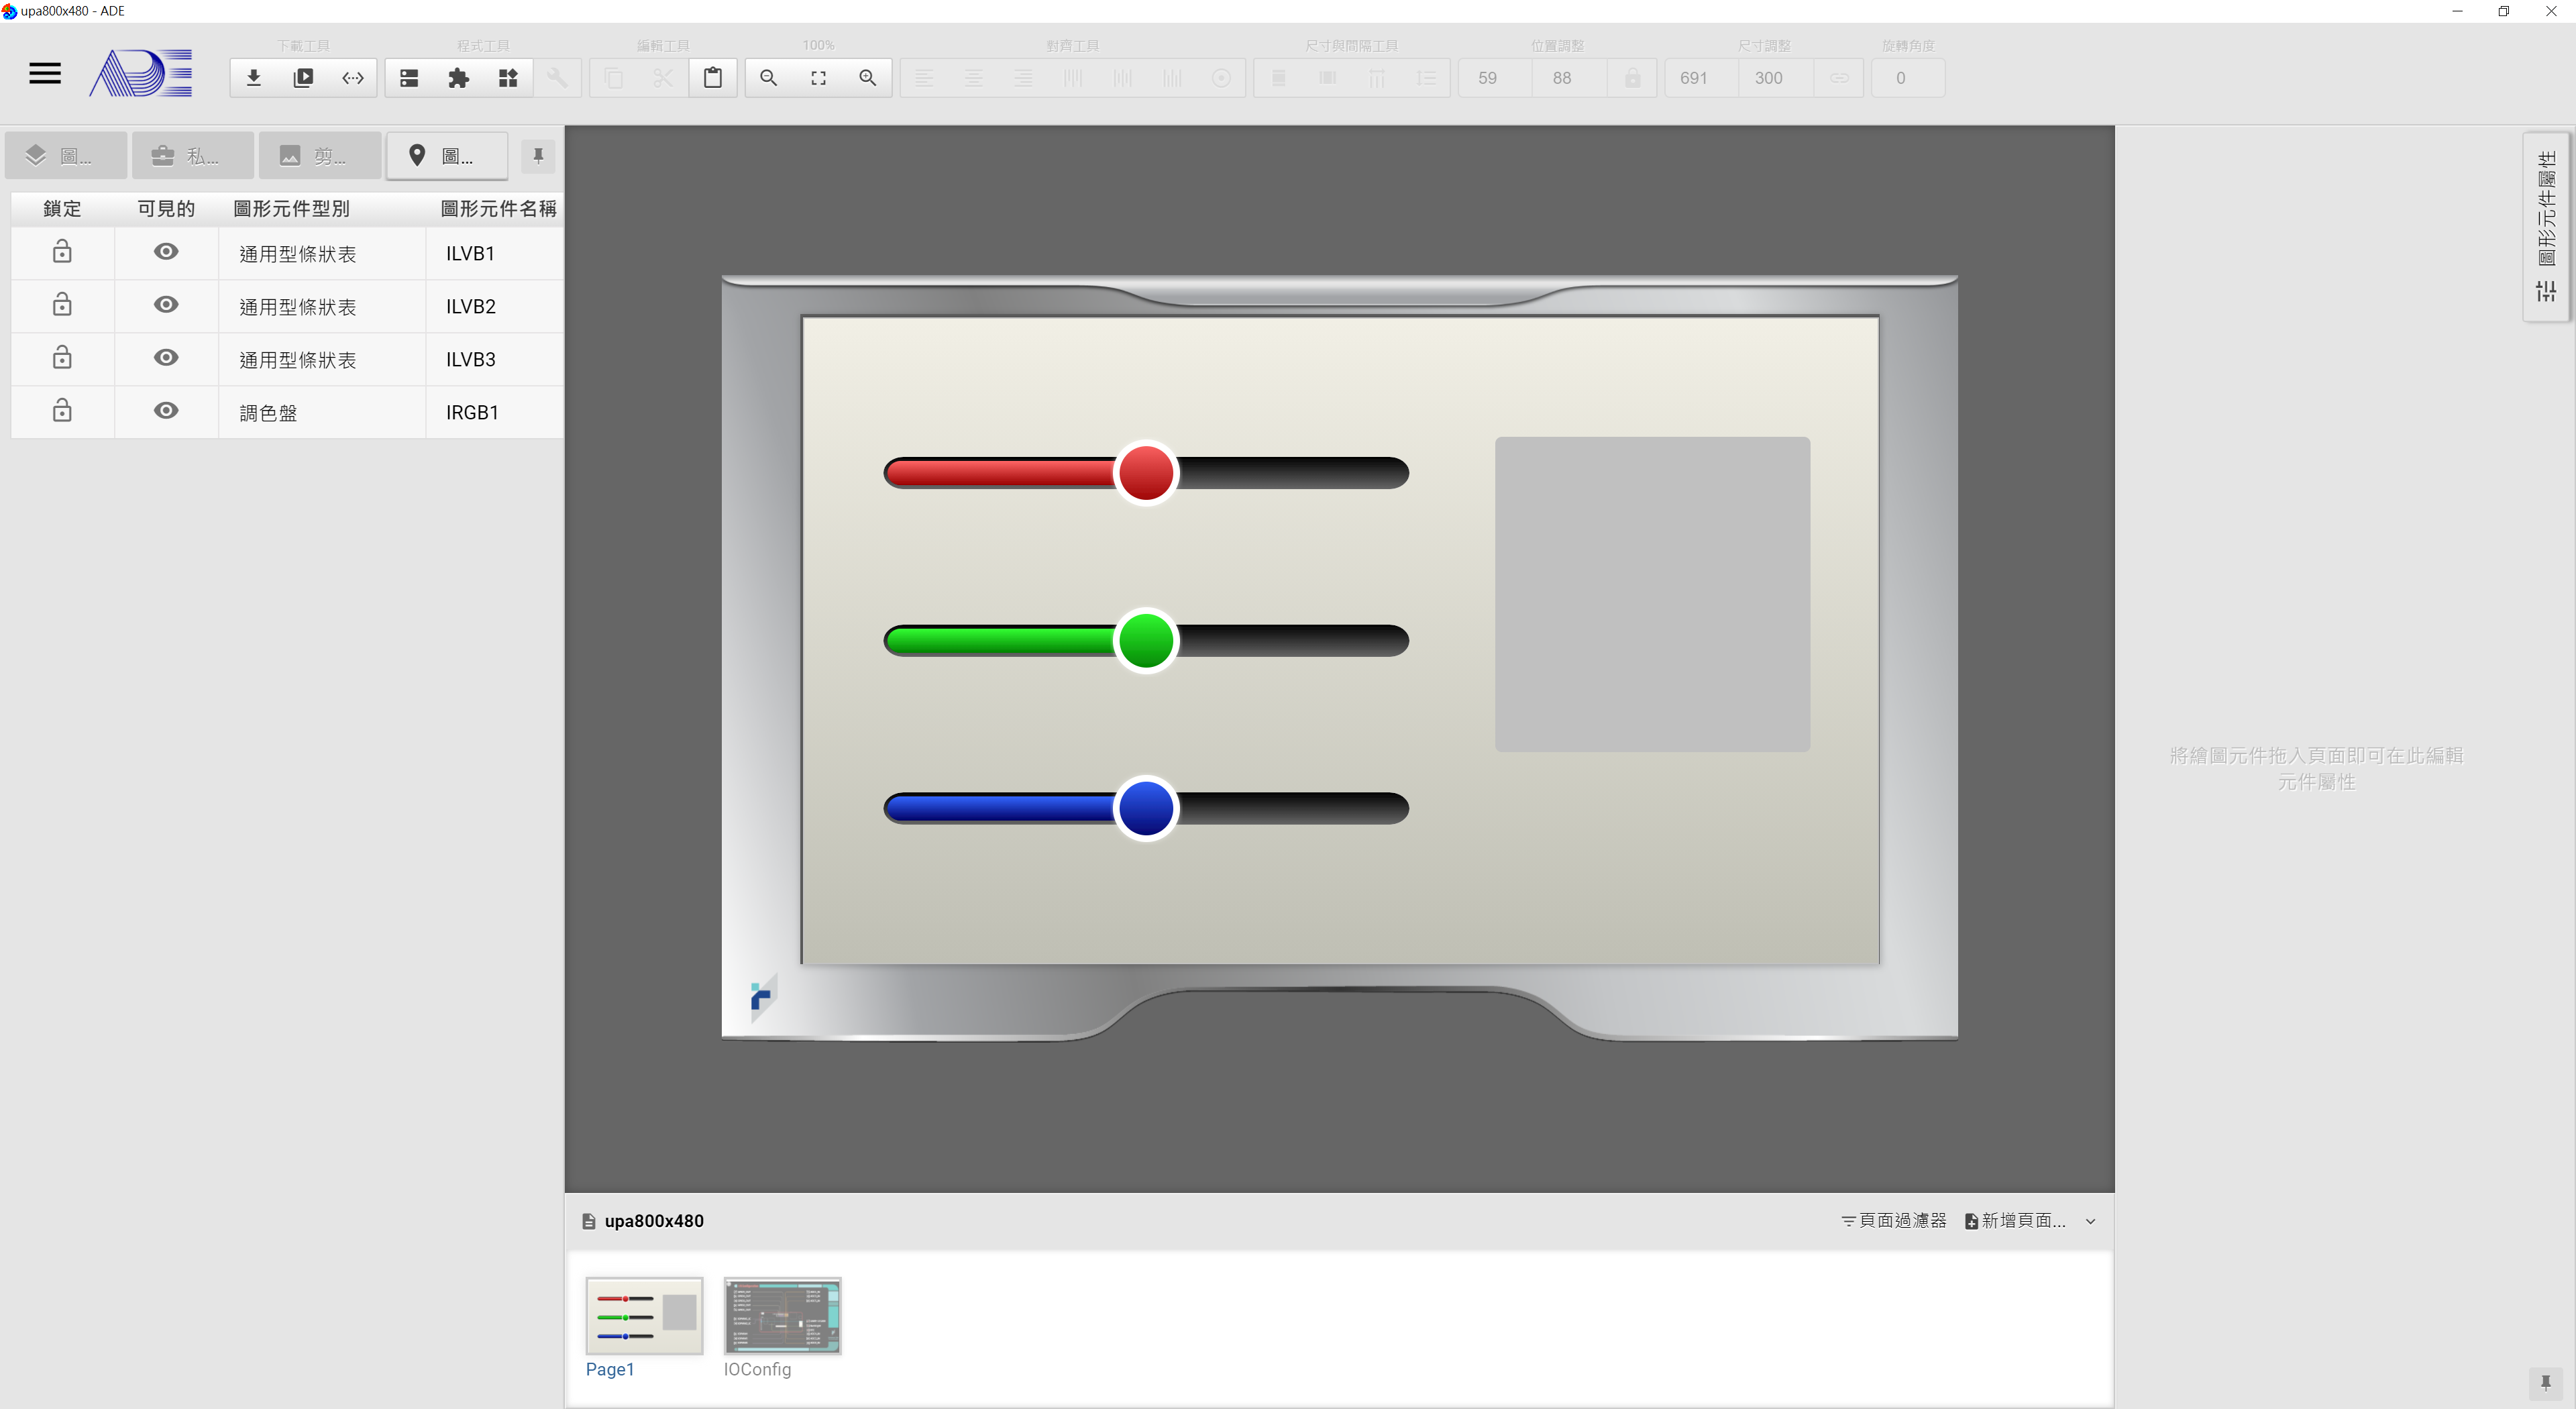 upa800x480 - ADE
下載工具
程式工具
編輯工具
100%
對齊工具
尺寸與間隔工具
位置調整
尺寸調整
旋轉角度
ADE
59
88
691
300
0
圖...
私...
剪...
圖...
鎖定 可見的 圖形元件型別 圖形元件名稱
通用型條狀表 ILVB1
通用型條狀表 ILVB2
通用型條狀表 ILVB3
調色盤 IRGB1
圖形元件屬性
將繪圖元件拖入頁面即可在此編輯
元件屬性
upa800x480
頁面過濾器
新增頁面...
Page1
IOConfig